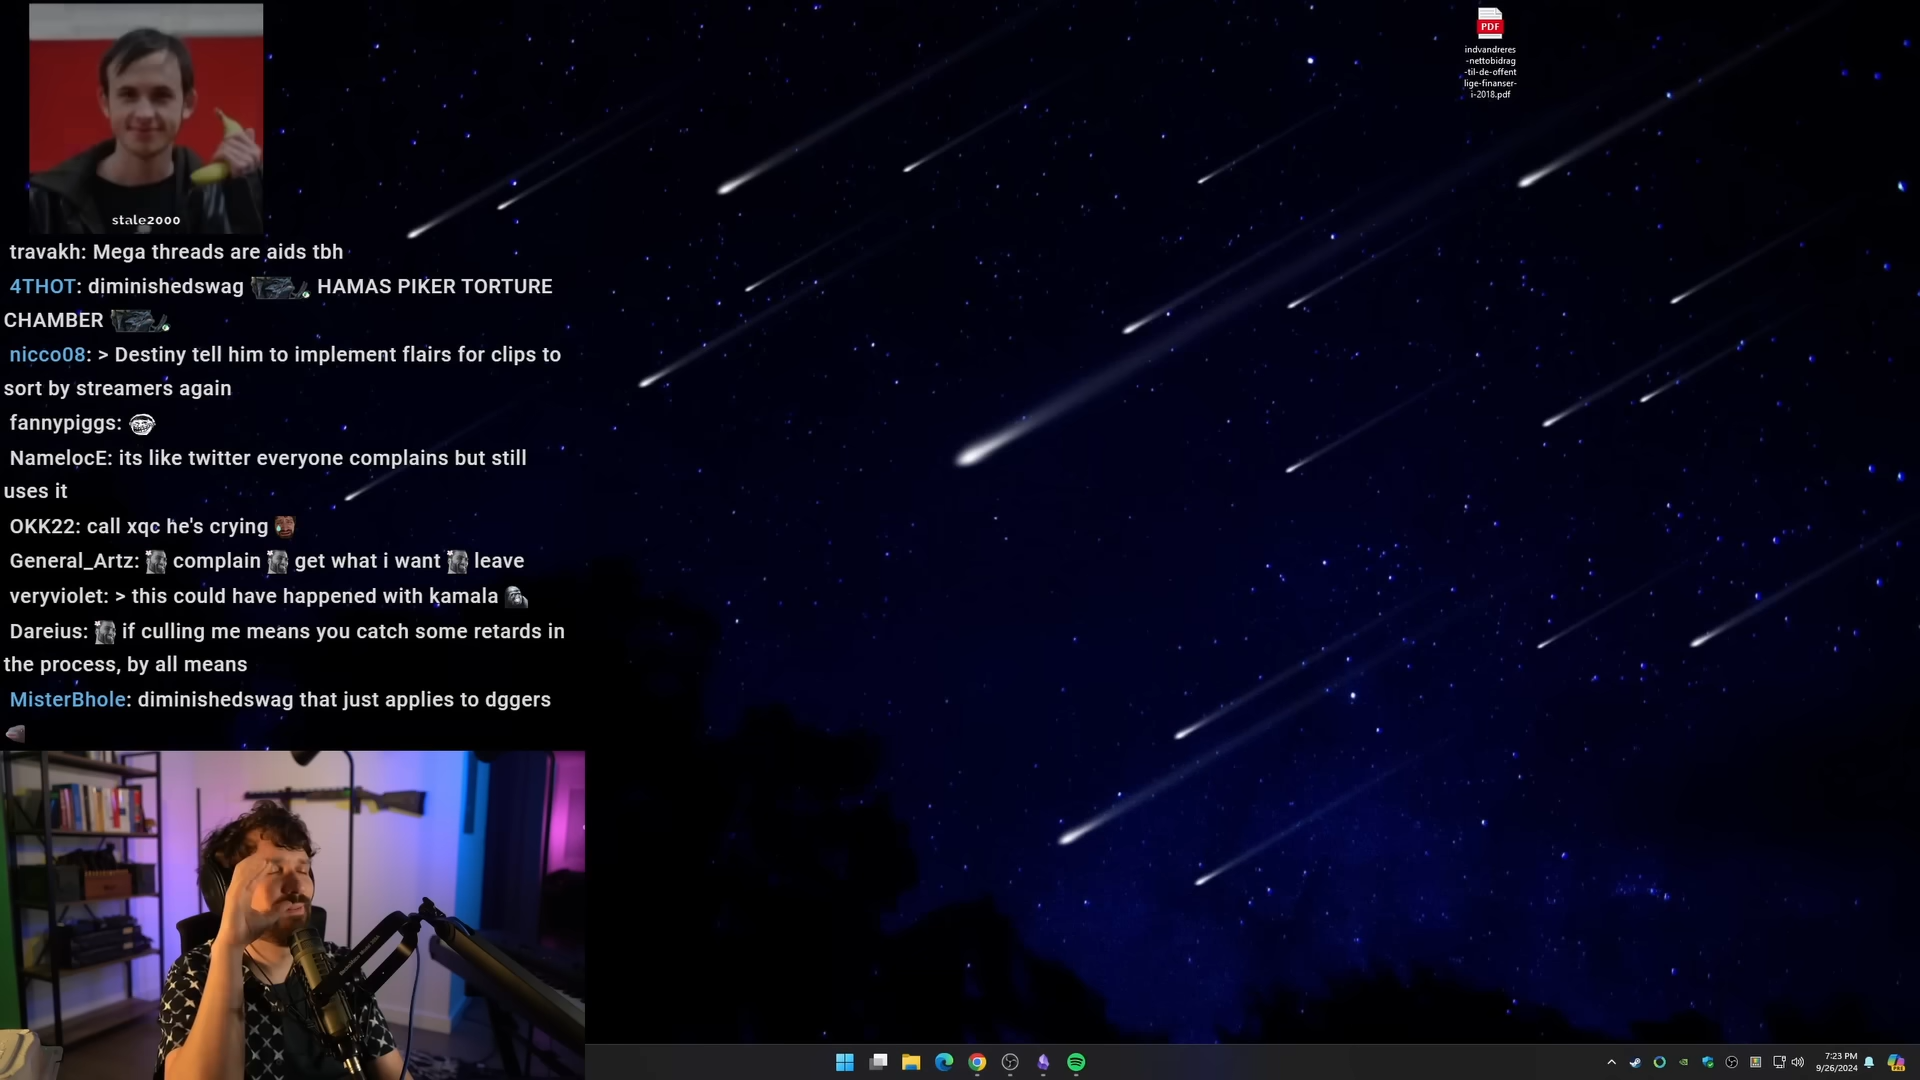 stale2000
travakh: Mega threads are aids tbh
4THOT: diminishedswag HAMAS PIKER TORTURE
CHAMBER
nicco08: > Destiny tell him to implement flairs for clips to
sort by streamers again
fannypiggs:
NamelocE: its like twitter everyone complains but still
uses it
OKK22: call xqc he's crying
General_Artz: complain get what i want leave
veryviolet: > this could have happened with kamala
Dareius: if culling me means you catch some retards in
the process, by all means
MisterBhole: diminishedswag that just applies to dggers
PDF
indvandreres
-nettobidrag
-til-de-offent
lige-finanser-
i-2018.pdf
7:23 PM
9/26/2024